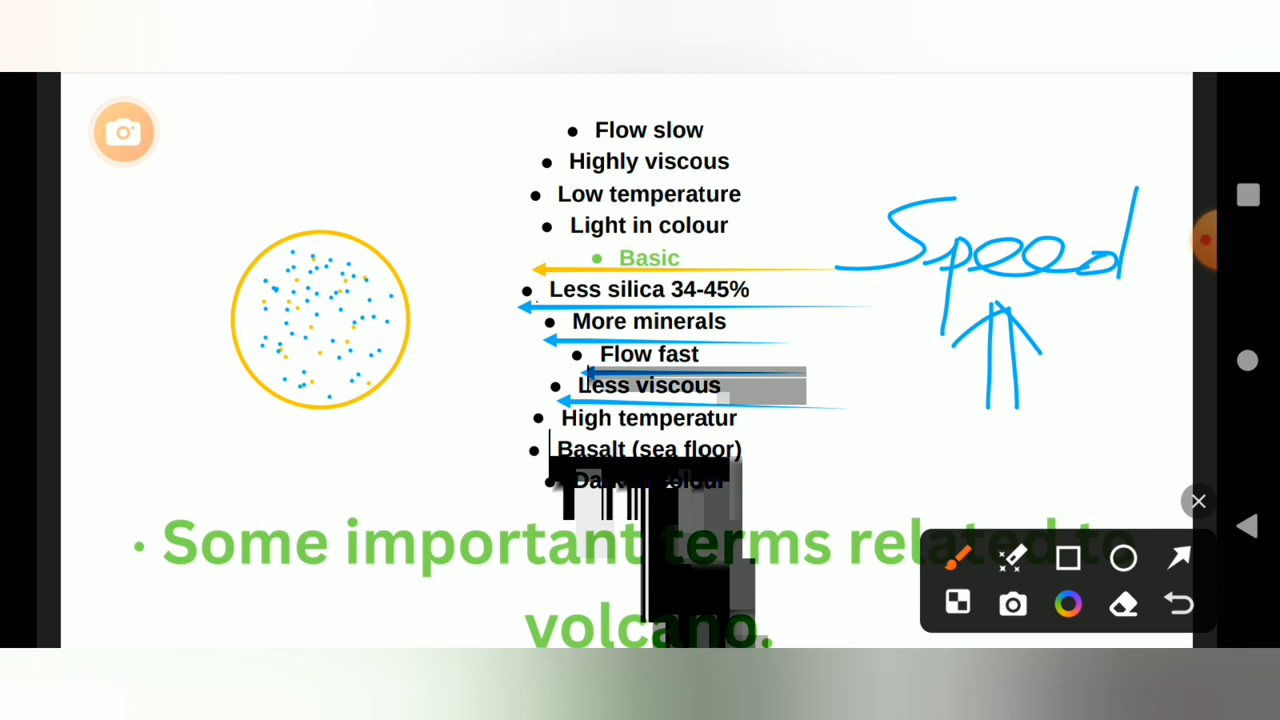 • Flow slow
• Highly viscous
• Low temperature
• Light in colour
• Basic
• Less silica 34-45%
• More minerals
• Flow fast
• Less viscous
• High temperatur
• Basalt (sea floor)
colour
Speed
• Some important terms related to
volcano.